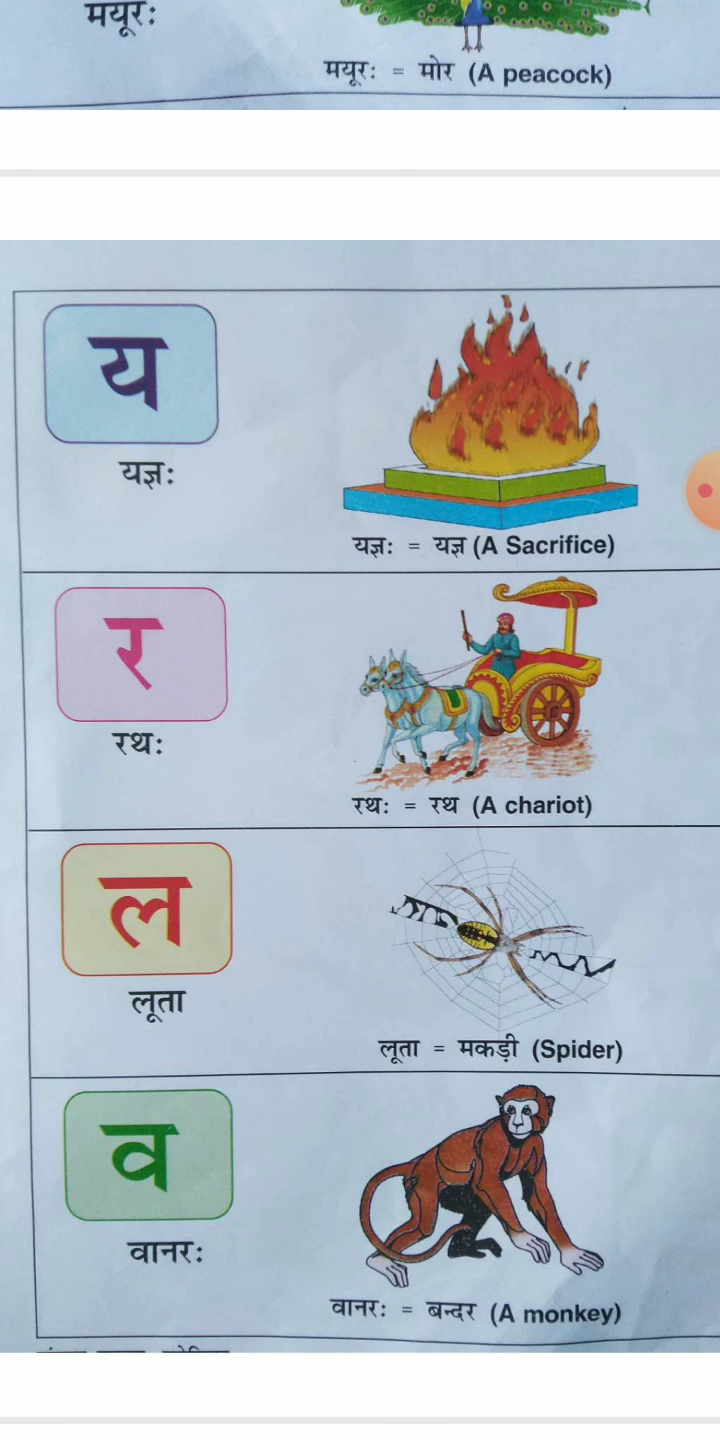 मयूरः
मयूरः = मोर (A peacock)
य
यज्ञः
यज्ञः = यज्ञ (A Sacrifice)
र
रथः
रथः = रथ (A chariot)
ल
लूता
लूता = मकड़ी (Spider)
व
वानरः
वानरः = बन्दर (A monkey)